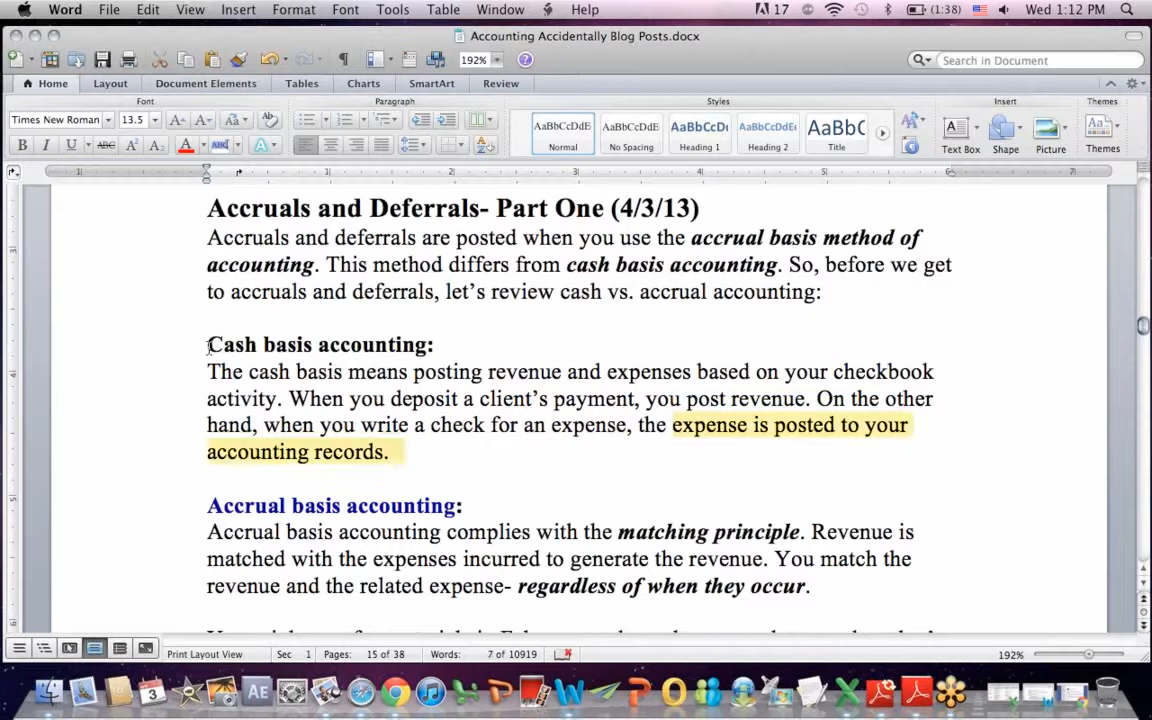 Word File Edit View Insert Format Font Tools Table Window Help 17 (1:38) Wed 1:12 PM
Accounting Accidentally Blog Posts.docx
192% Search in Document
Home Layout Document Elements Tables Charts SmartArt Review
Font Paragraph Styles Insert Themes
Times New Roman 13.5
AaBbCcDdE AaBbCcDdE AaBbCcDc AaBbCcDdEe AaBbC
Normal No Spacing Heading 1 Heading 2 Title Text Box Shape Picture Themes
Accruals and Deferrals- Part One (4/3/13)
Accruals and deferrals are posted when you use the accrual basis method of
accounting. This method differs from cash basis accounting. So, before we get
to accruals and deferrals, let’s review cash vs. accrual accounting:
Cash basis accounting:
The cash basis means posting revenue and expenses based on your checkbook
activity. When you deposit a client’s payment, you post revenue. On the other
hand, when you write a check for an expense, the expense is posted to your
accounting records.
Accrual basis accounting:
Accrual basis accounting complies with the matching principle. Revenue is
matched with the expenses incurred to generate the revenue. You match the
revenue and the related expense- regardless of when they occur.
Print Layout View Sec 1 Pages: 15 of 38 Words: 7 of 10919 192%